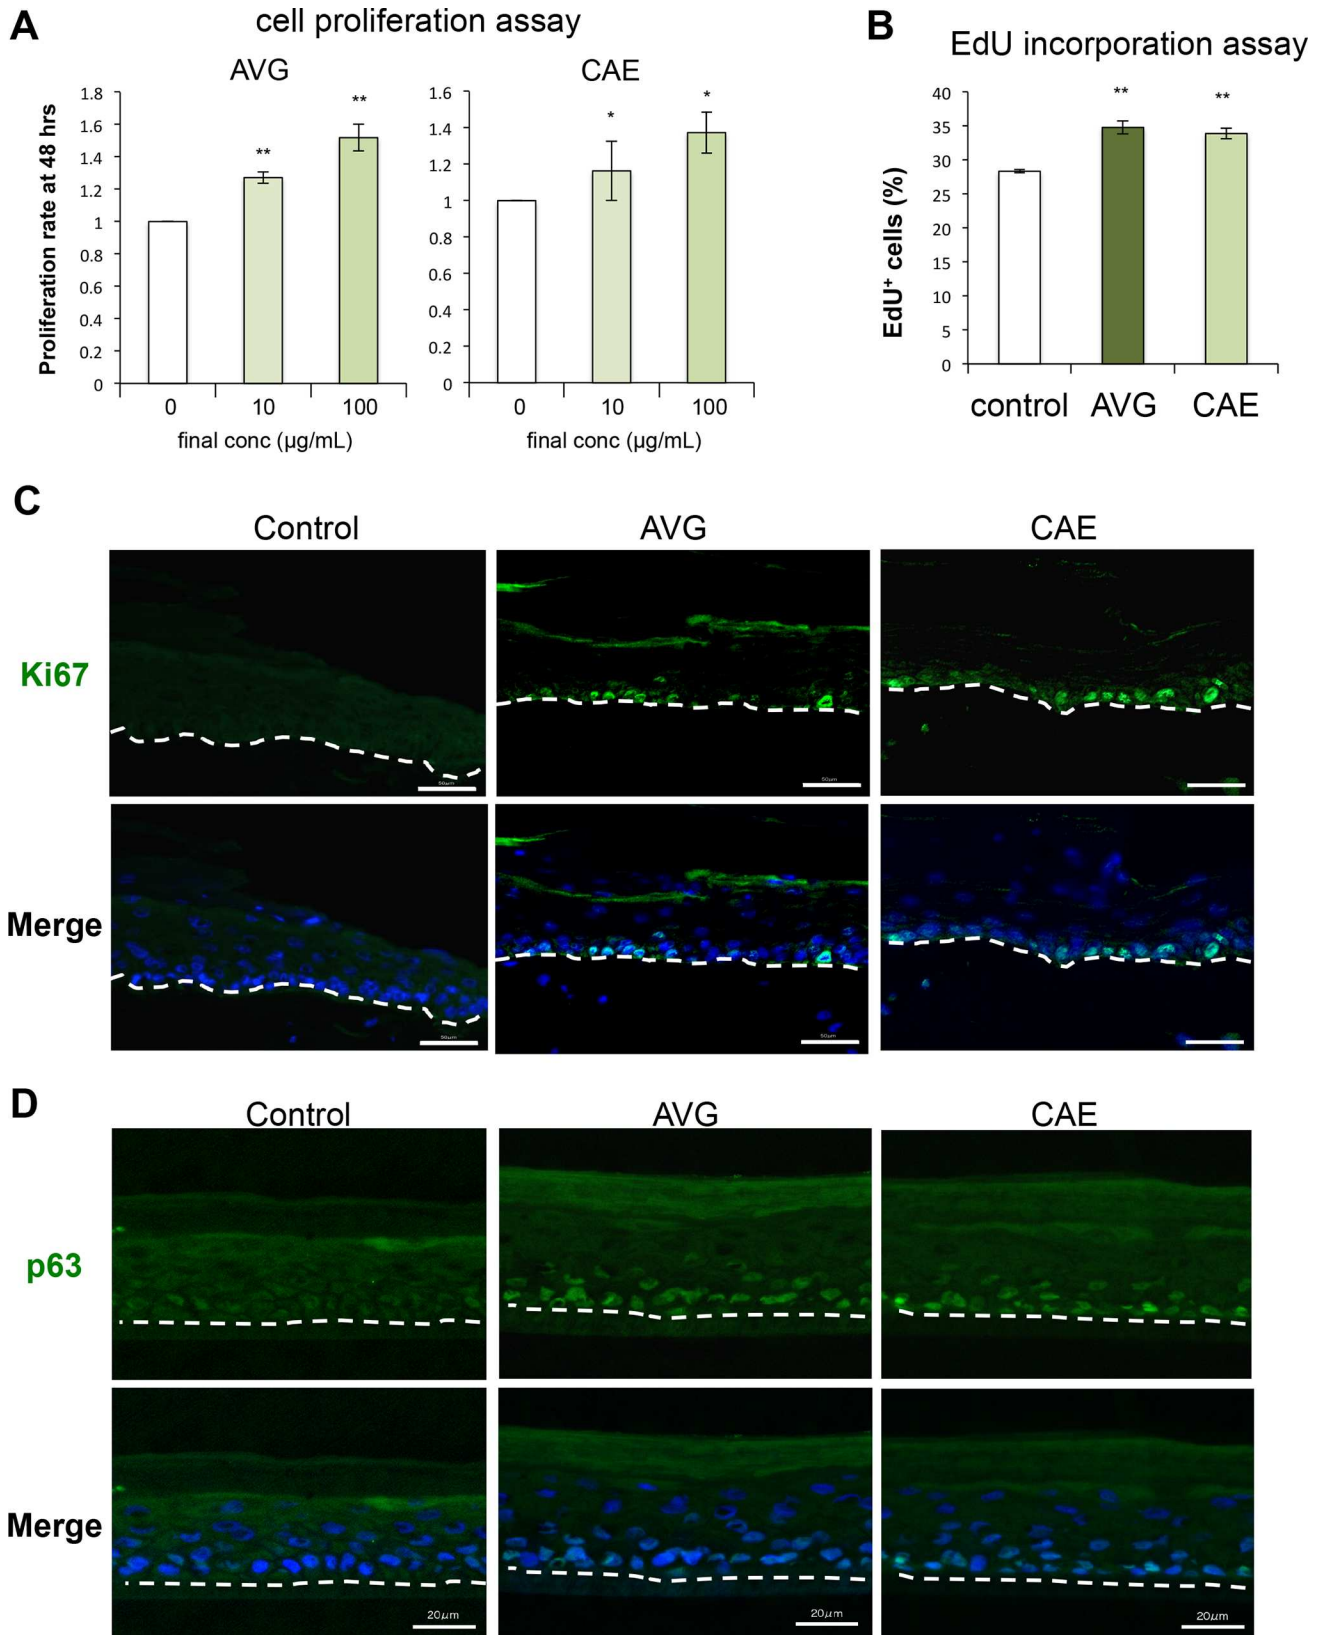 A
cell proliferation assay
AVG
Proliferation rate at 48 hrs
1.8
1.6
1.4
1.2
1
0.8
0.6
0.4
0.2
0
**
**
0 10 100
final conc (µg/mL)
CAE
1.6
1.4
1.2
1
0.8
0.6
0.4
0.2
0
*
*
0 10 100
final conc (µg/mL)
B
EdU incorporation assay
EdU⁺ cells (%)
40
35
30
25
20
15
10
5
0
**
**
control AVG CAE
C
Control AVG CAE
Ki67
50µm
50µm
Merge
50µm
50µm
D
Control AVG CAE
p63
Merge
20µm
20µm
20µm